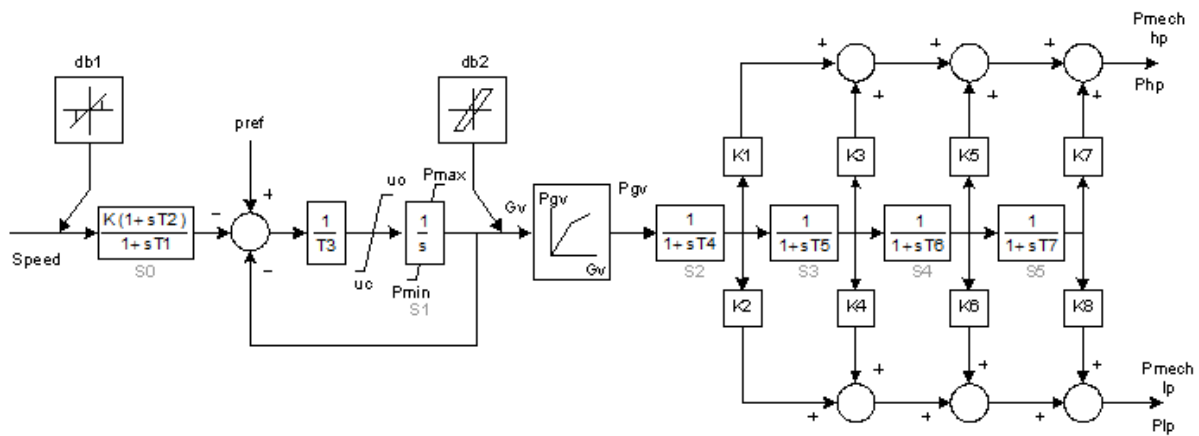 db1
db2
pref
Pmech
hp
Php
K1
K3
K5
K7
uo
Pmax
Gv
Pgv
Pgv
Gv
Speed
K(1+sT2)
1+sT1
S0
1
T3
1
s
uc
Pmin
S1
1
1+sT4
S2
1
1+sT5
S3
1
1+sT6
S4
1
1+sT7
S5
K2
K4
K6
K8
Pmech
lp
Plp
+
+
+
+
+
+
+
−
−
+
+
+
+
+
+